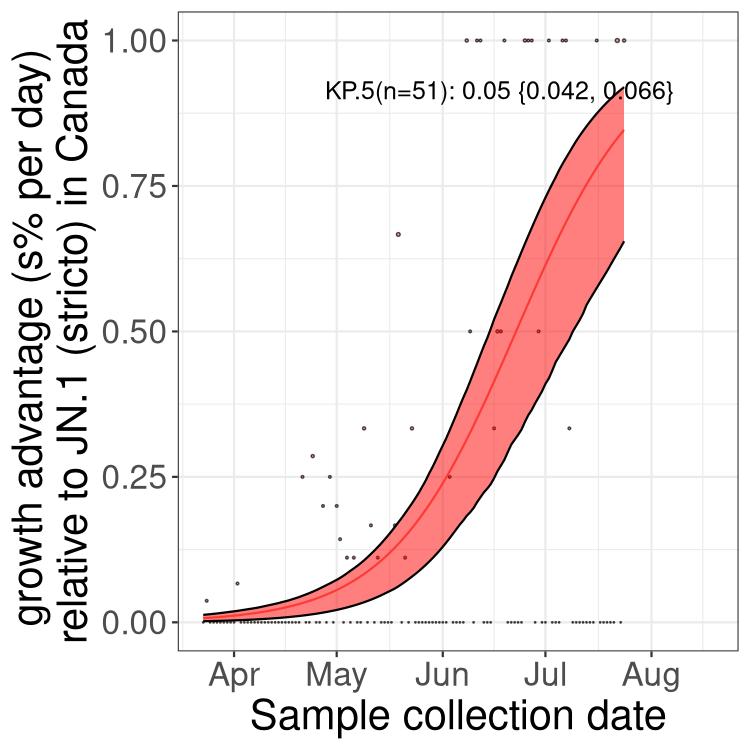 growth advantage (s% per day)
relative to JN.1 (stricto) in Canada
1.00
0.75
0.50
0.25
0.00
KP.5(n=51): 0.05 {0.042, 0.066}
Apr May Jun Jul Aug
Sample collection date